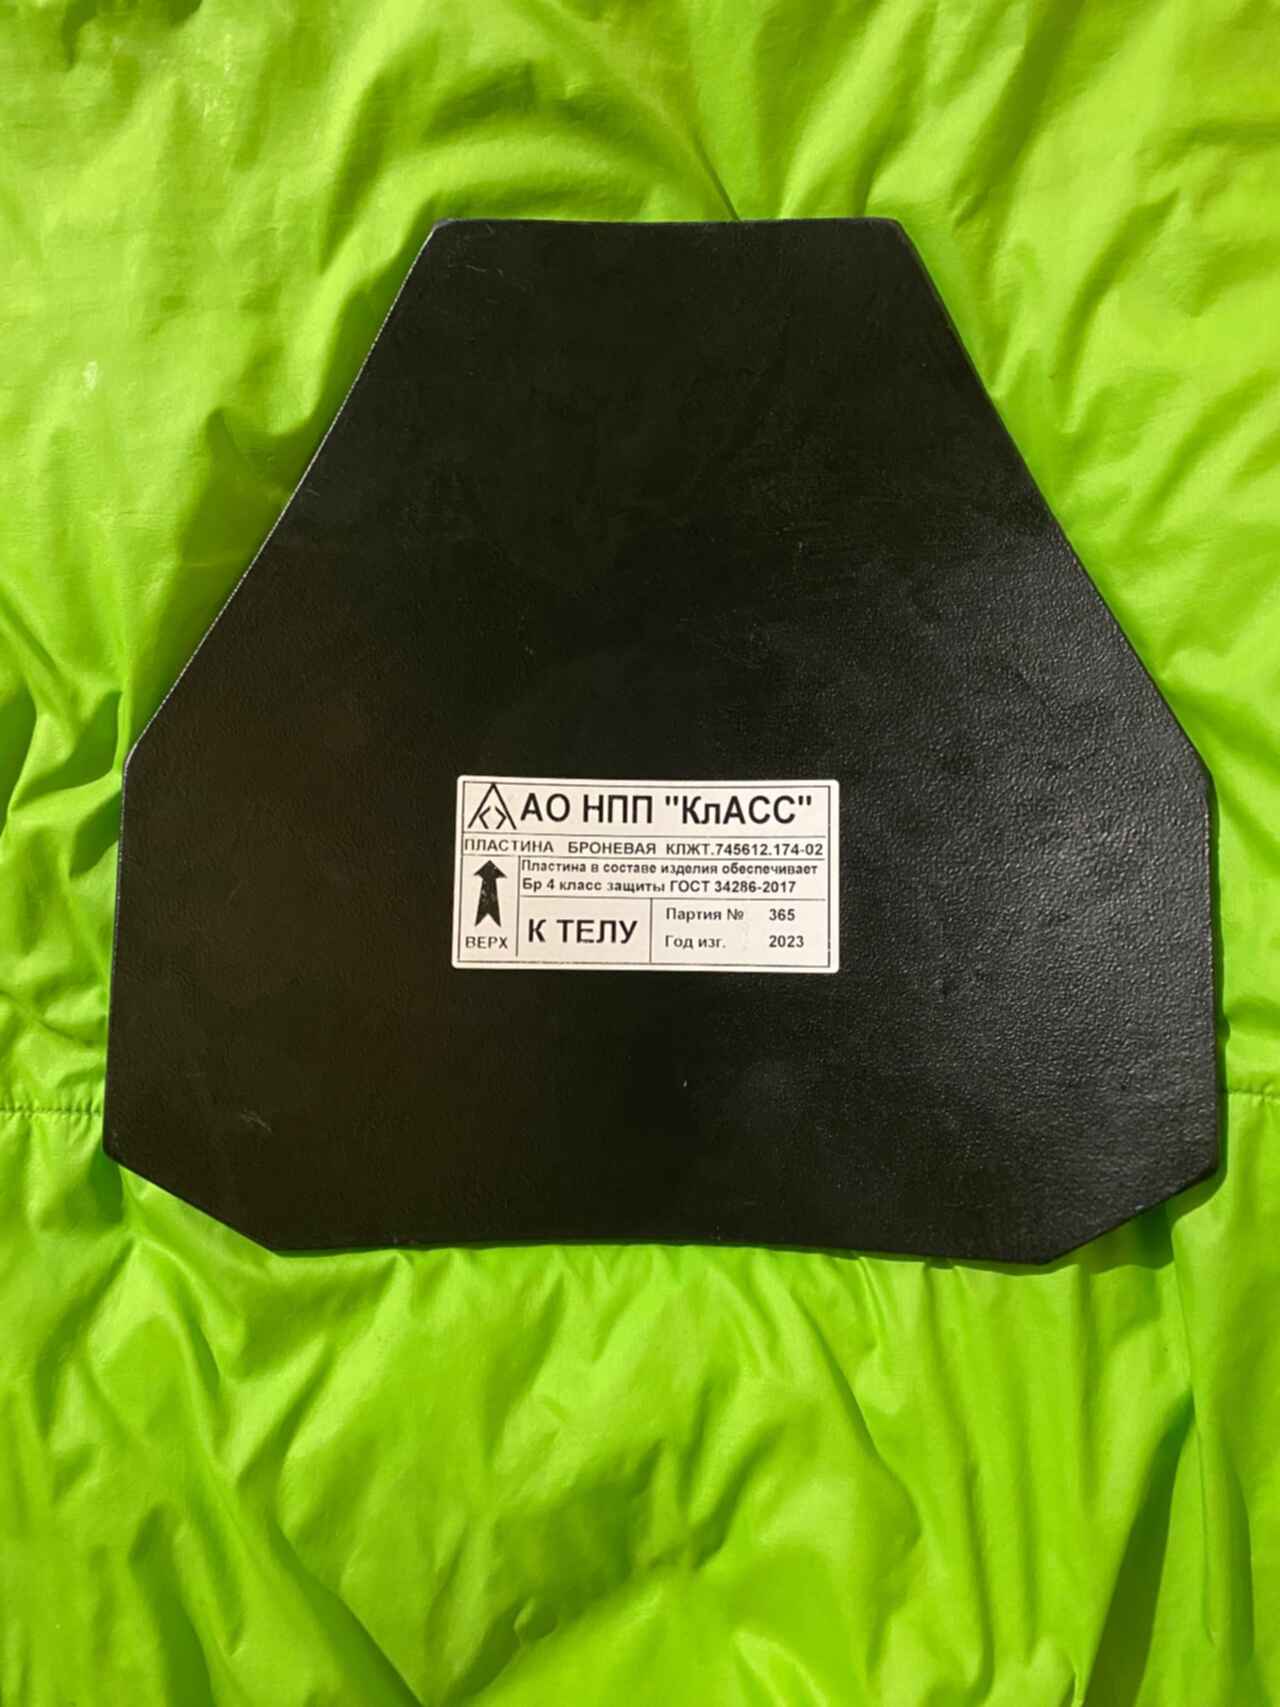 АО НПП "КлАСС"
ПЛАСТИНА БРОНЕВАЯ КЛЖТ.745612.174-02
Пластина в составе изделия обеспечивает
Бр 4 класс защиты ГОСТ 34286-2017
ВЕРХ
К ТЕЛУ
Партия № 365
Год изг. 2023